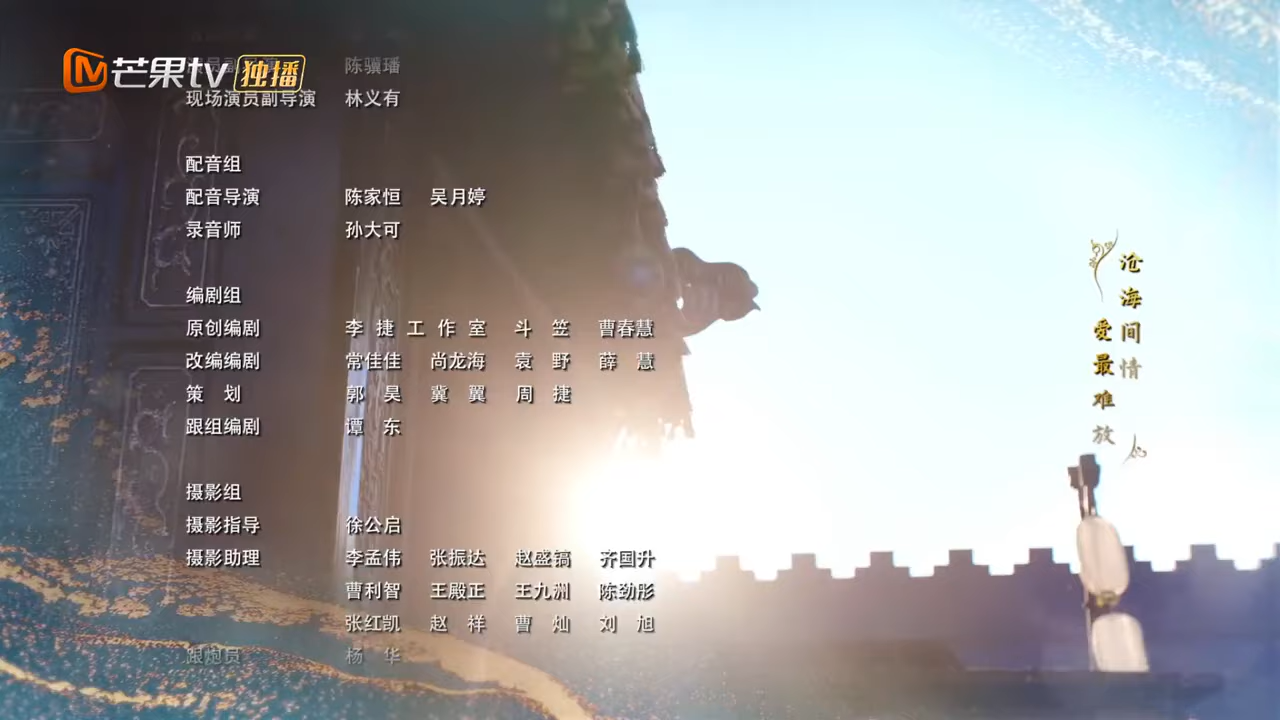 芒果tv 独播
陈骥璠
现场演员副导演 林义有
配音组
配音导演 陈家恒 吴月婷
录音师 孙大可
编剧组
原创编剧 李捷工作室 斗笠 曹春慧
改编编剧 常佳佳 尚龙海 袁野 薛慧
策划 郭昊 冀翼 周捷
跟组编剧 谭东
摄影组
摄影指导 徐公启
摄影助理 李孟伟 张振达 赵盛镐 齐国升
曹利智 王殿正 王九洲 陈劲彤
张红凯 赵祥 曹灿 刘旭
跟炮员 杨华
沧海间情
爱最难放